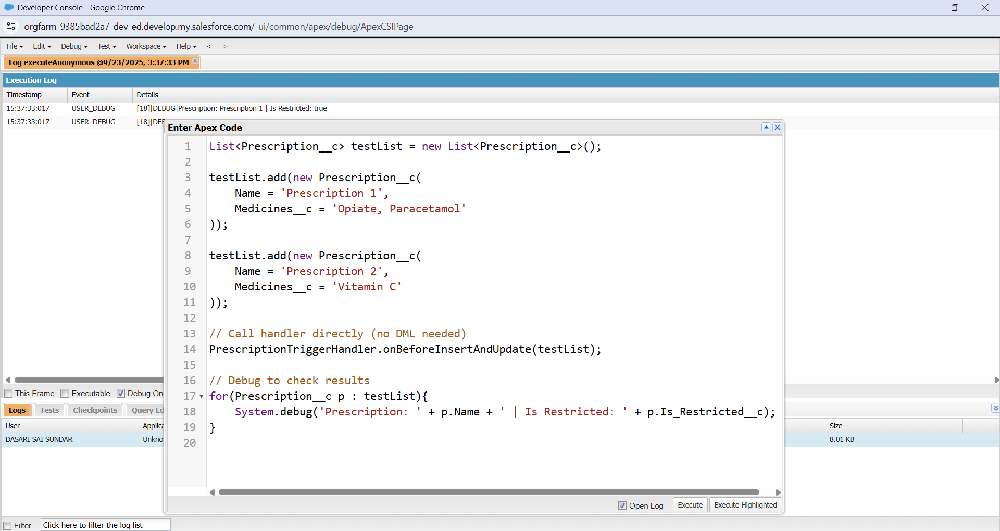 Developer Console - Google Chrome
orgfarm-9385bad2a7-dev-ed.develop.my.salesforce.com/_ui/common/apex/debug/ApexCSIPage
File Edit Debug Test Workspace Help < >
Log executeAnonymous @9/23/2025, 3:37:33 PM
Execution Log
Timestamp Event Details
15:37:33:017 USER_DEBUG [18]|DEBUG|Prescription: Prescription 1 | Is Restricted: true
15:37:33:017 USER_DEBUG [18]|DEB
Enter Apex Code
1 List<Prescription__c> testList = new List<Prescription__c>();
2
3 testList.add(new Prescription__c(
4     Name = 'Prescription 1',
5     Medicines__c = 'Opiate, Paracetamol'
6 ));
7
8 testList.add(new Prescription__c(
9     Name = 'Prescription 2',
10     Medicines__c = 'Vitamin C'
11 ));
12
13 // Call handler directly (no DML needed)
14 PrescriptionTriggerHandler.onBeforeInsertAndUpdate(testList);
15
16 // Debug to check results
17 for(Prescription__c p : testList){
18     System.debug('Prescription: ' + p.Name + ' | Is Restricted: ' + p.Is_Restricted__c);
19 }
20
Open Log Execute Execute Highlighted
This Frame Executable Debug On
Logs Tests Checkpoints Query Ed
User Applica Size
DASARI SAI SUNDAR Unkno 8.01 KB
Filter Click here to filter the log list